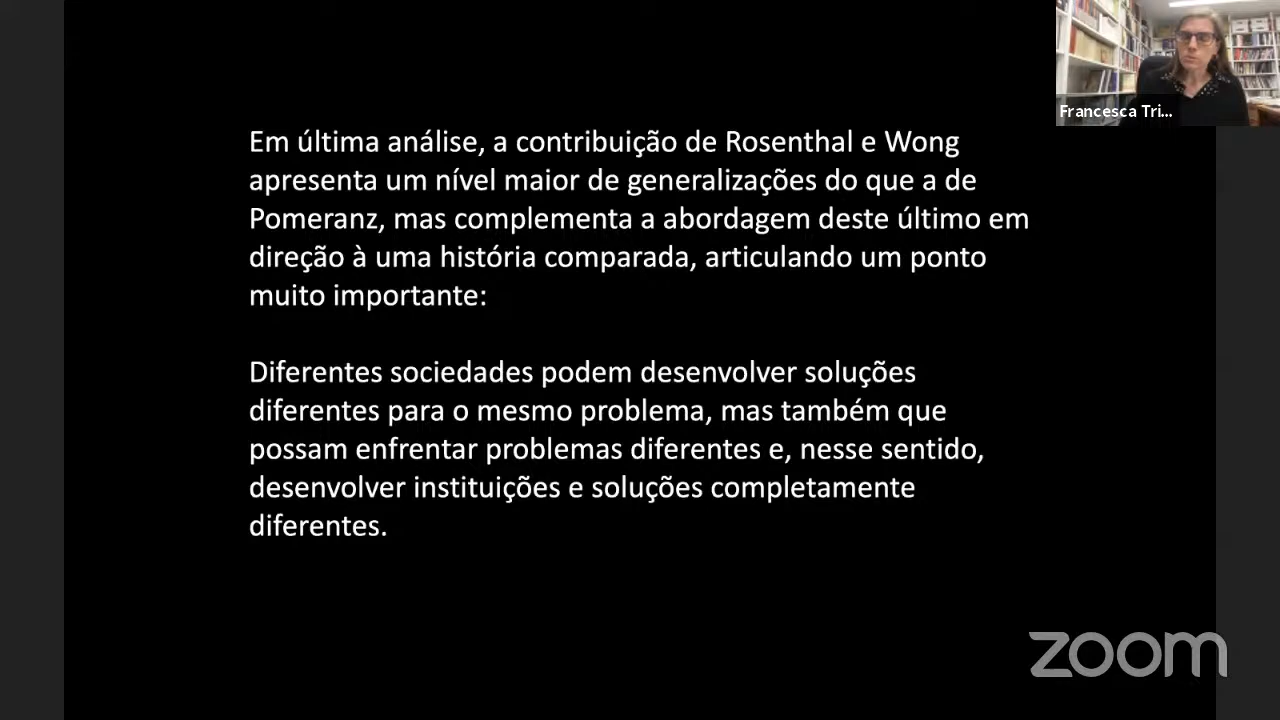 Em última análise, a contribuição de Rosenthal e Wong
apresenta um nível maior de generalizações do que a de
Pomeranz, mas complementa a abordagem deste último em
direção à uma história comparada, articulando um ponto
muito importante:
Diferentes sociedades podem desenvolver soluções
diferentes para o mesmo problema, mas também que
possam enfrentar problemas diferentes e, nesse sentido,
desenvolver instituições e soluções completamente
diferentes.
Francesca Tri...
zoom